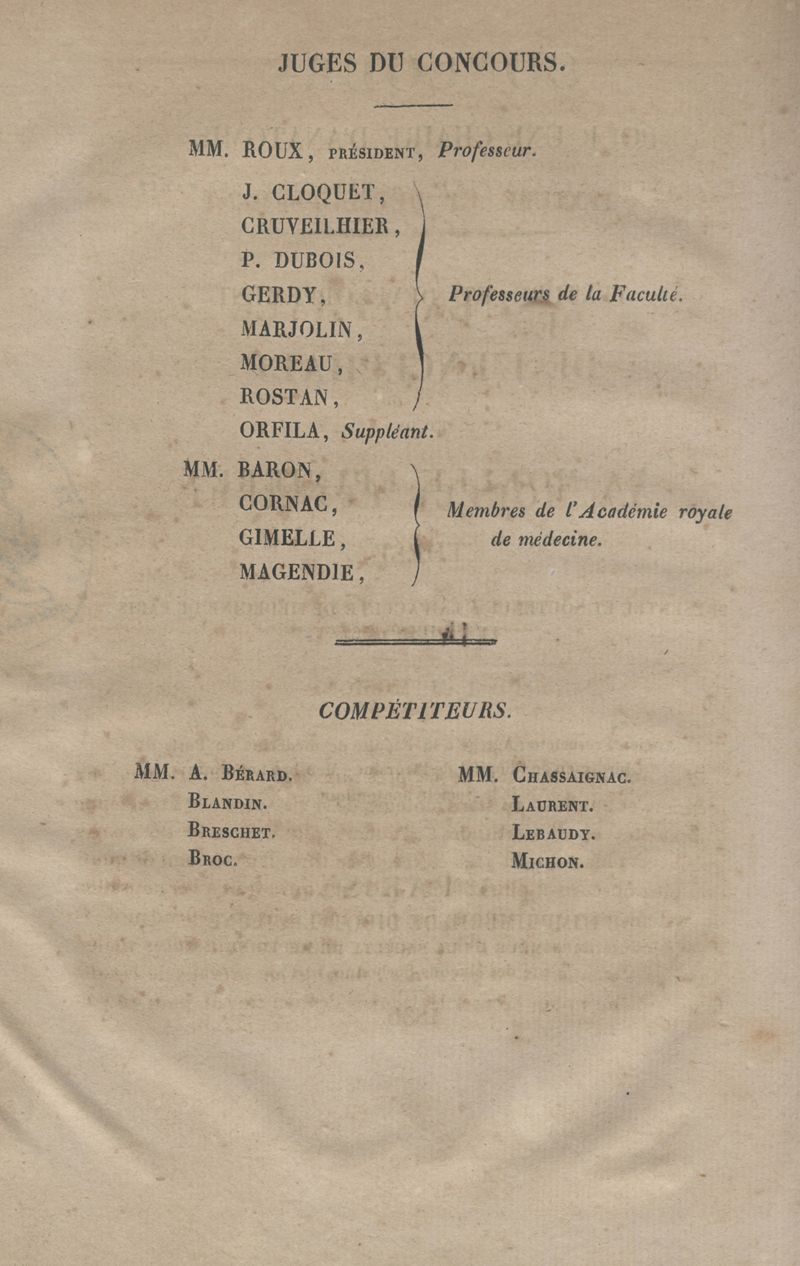 JUGES DU CONCOURS.
MM. ROUX, PRÉSIDENT, Professeur.
J. CLOQUET,
CRUVEILHIER,
P. DUBOIS,
GERDY,
MARJOLIN,
MOREAU,
ROSTAN,
Professeurs de la Faculté.
ORFILA, Suppléant.
MM. BARON,
CORNAC,
GIMELLE,
MAGENDIE,
Membres de l'Académie royale
de médecine.
COMPÉTITEURS.
MM. A. BÉRARD.
BLANDIN.
BRESCHET.
BROC.
MM. CHASSAIGNAC.
LAURENT.
LEBAUDY.
MICHON.